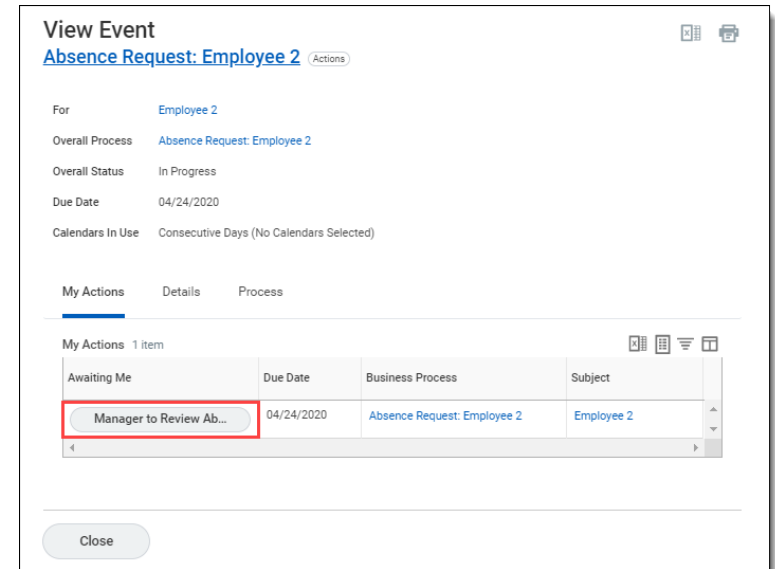 View Event
Absence Request: Employee 2 Actions
For Employee 2
Overall Process Absence Request: Employee 2
Overall Status In Progress
Due Date 04/24/2020
Calendars In Use Consecutive Days (No Calendars Selected)
My Actions Details Process
My Actions 1 item
Awaiting Me Due Date Business Process Subject
Manager to Review Ab... 04/24/2020 Absence Request: Employee 2 Employee 2
Close